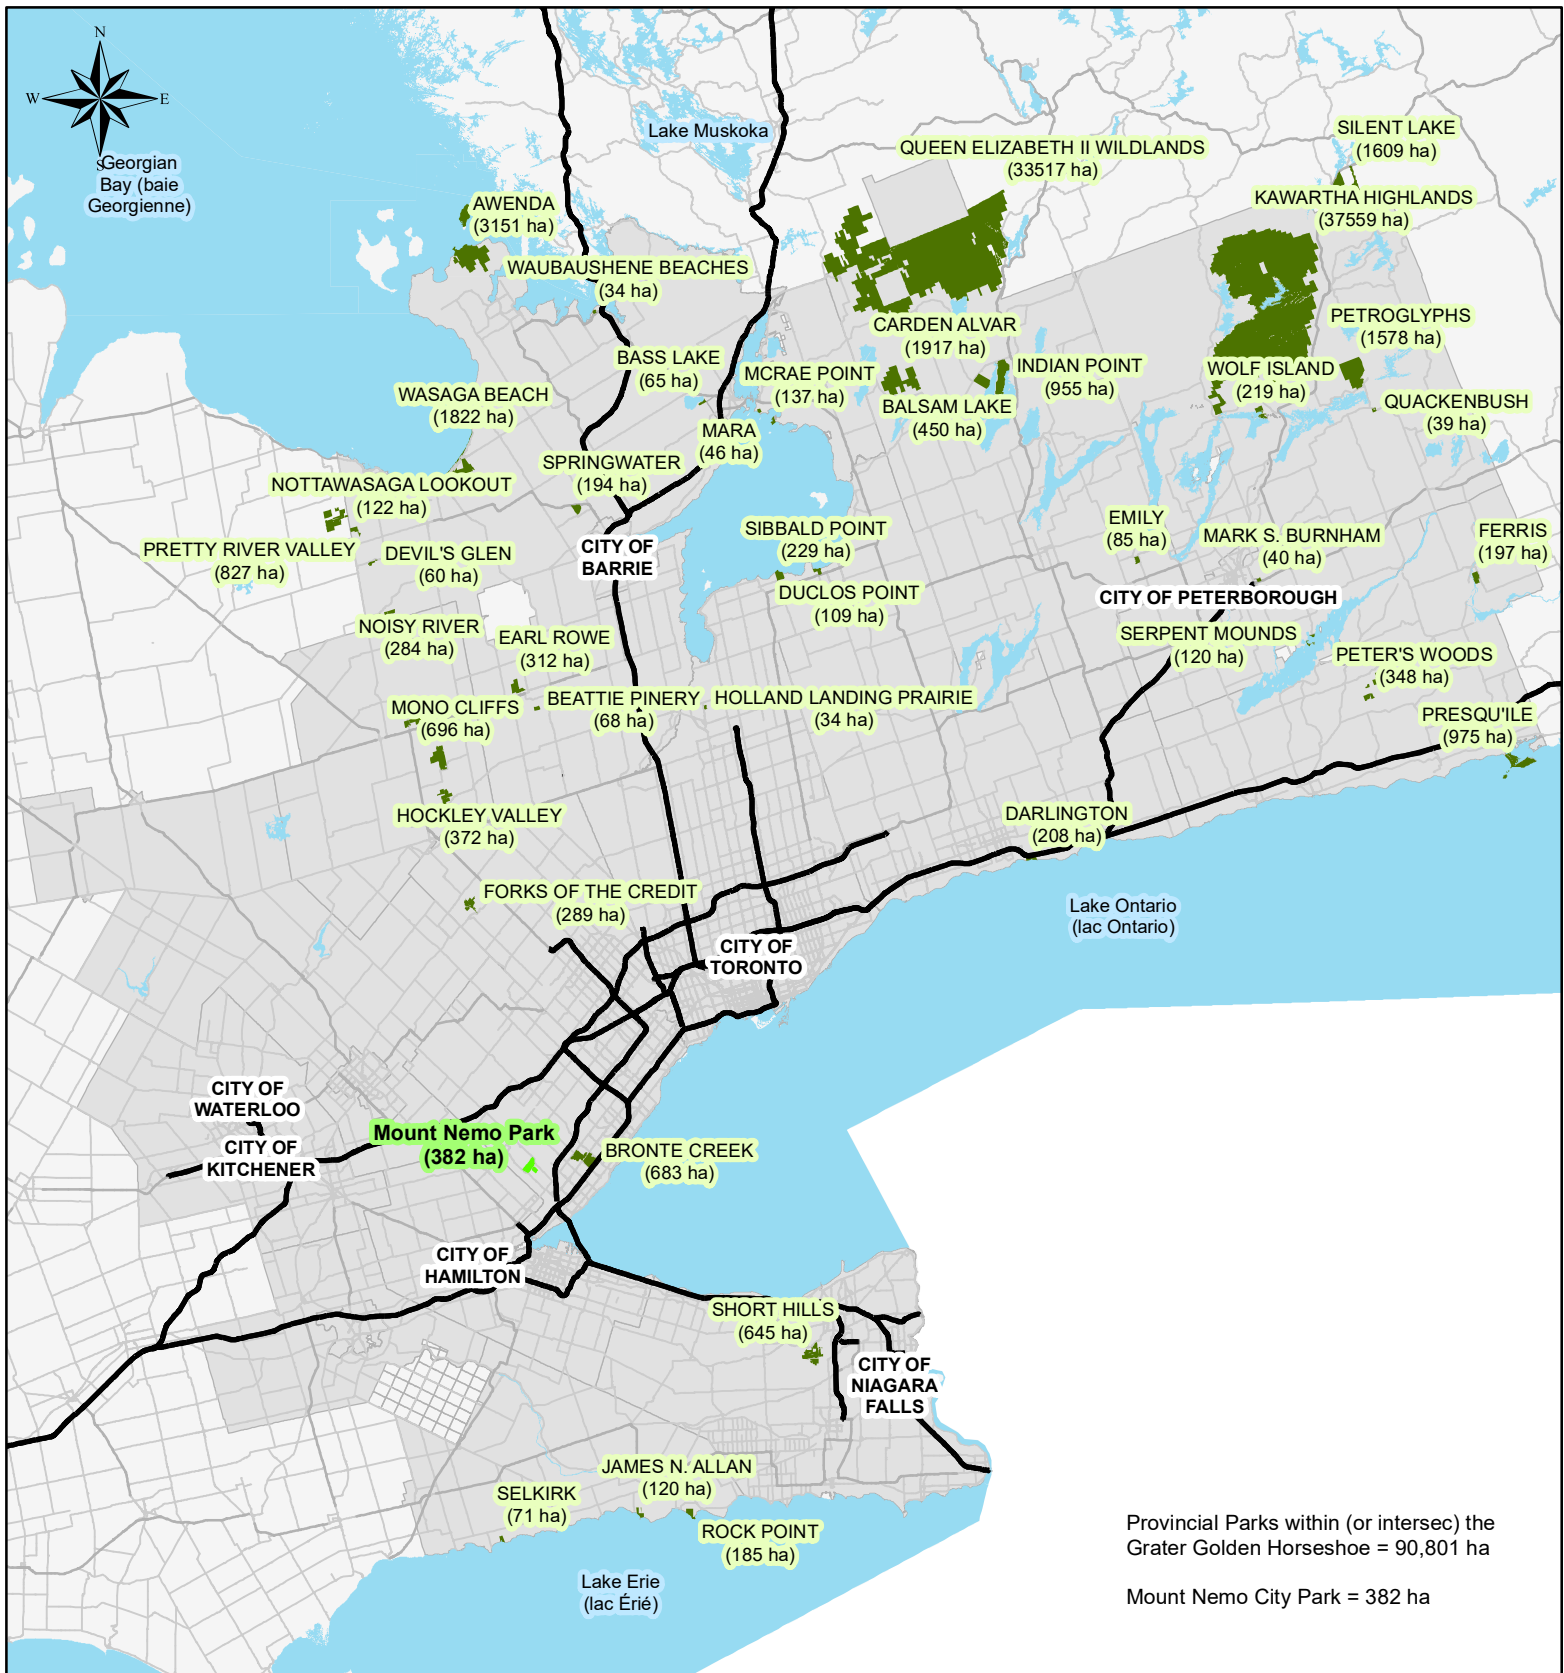 N
W
E
S
Georgian
Bay (baie
Georgienne)
Lake Muskoka
QUEEN ELIZABETH II WILDLANDS
(33517 ha)
SILENT LAKE
(1609 ha)
KAWARTHA HIGHLANDS
(37559 ha)
AWENDA
(3151 ha)
WAUBAUSHENE BEACHES
(34 ha)
CARDEN ALVAR
(1917 ha)
PETROGLYPHS
(1578 ha)
BASS LAKE
(65 ha)
MCRAE POINT
(137 ha)
INDIAN POINT
(955 ha)
WOLF ISLAND
(219 ha)
WASAGA BEACH
(1822 ha)
BALSAM LAKE
(450 ha)
QUACKENBUSH
(39 ha)
MARA
(46 ha)
SPRINGWATER
(194 ha)
NOTTAWASAGA LOOKOUT
(122 ha)
PRETTY RIVER VALLEY
(827 ha)
DEVIL'S GLEN
(60 ha)
CITY OF
BARRIE
SIBBALD POINT
(229 ha)
EMILY
(85 ha)
MARK S. BURNHAM
(40 ha)
FERRIS
(197 ha)
DUCLOS POINT
(109 ha)
CITY OF PETERBOROUGH
NOISY RIVER
(284 ha)
EARL ROWE
(312 ha)
SERPENT MOUNDS
(120 ha)
PETER'S WOODS
(348 ha)
MONO CLIFFS
(696 ha)
BEATTIE PINERY
(68 ha)
HOLLAND LANDING PRAIRIE
(34 ha)
PRESQU'ILE
(975 ha)
HOCKLEY VALLEY
(372 ha)
DARLINGTON
(208 ha)
FORKS OF THE CREDIT
(289 ha)
Lake Ontario
(lac Ontario)
CITY OF
TORONTO
CITY OF
WATERLOO
CITY OF
KITCHENER
Mount Nemo Park
(382 ha)
BRONTE CREEK
(683 ha)
CITY OF
HAMILTON
SHORT HILLS
(645 ha)
CITY OF
NIAGARA
FALLS
JAMES N. ALLAN
(120 ha)
SELKIRK
(71 ha)
ROCK POINT
(185 ha)
Lake Erie
(lac Érié)
Provincial Parks within (or intersec) the
Grater Golden Horseshoe = 90,801 ha
Mount Nemo City Park = 382 ha